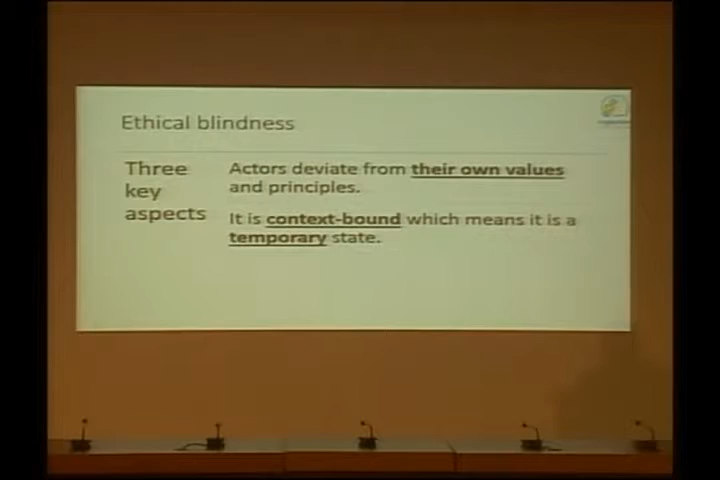 Ethical blindness
Three
key
aspects
Actors deviate from their own values
and principles.
It is context-bound which means it is a
temporary state.